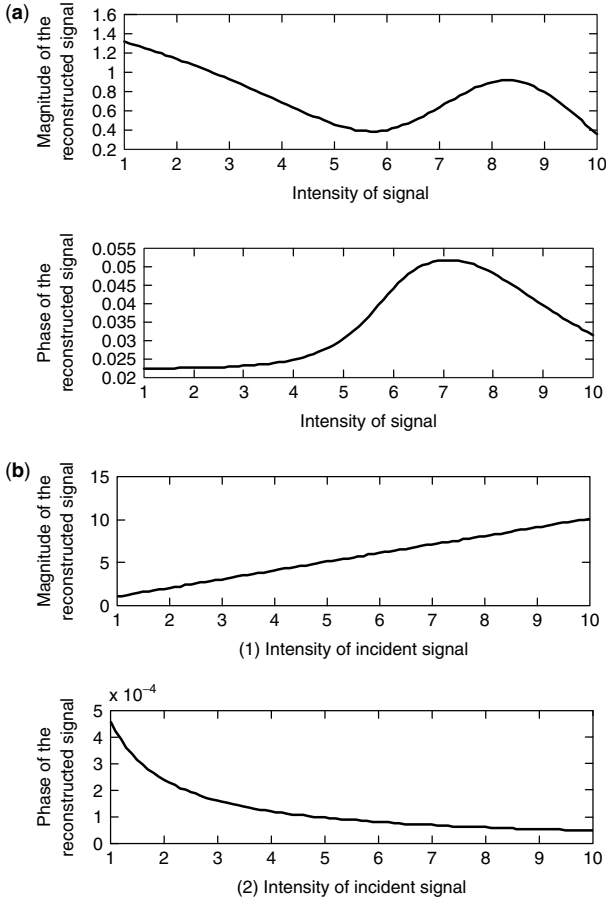 (a)
Magnitude of the
reconstructed signal
1.6
1.4
1.2
1
0.8
0.6
0.4
0.2
1 2 3 4 5 6 7 8 9 10
Intensity of signal
Phase of the
reconstructed signal
0.055
0.05
0.045
0.04
0.035
0.03
0.025
0.02
1 2 3 4 5 6 7 8 9 10
Intensity of signal
(b)
Magnitude of the
reconstructed signal
15
10
5
0
1 2 3 4 5 6 7 8 9 10
(1) Intensity of incident signal
x 10⁻⁴
Phase of the
reconstructed signal
5
4
3
2
1
0
1 2 3 4 5 6 7 8 9 10
(2) Intensity of incident signal